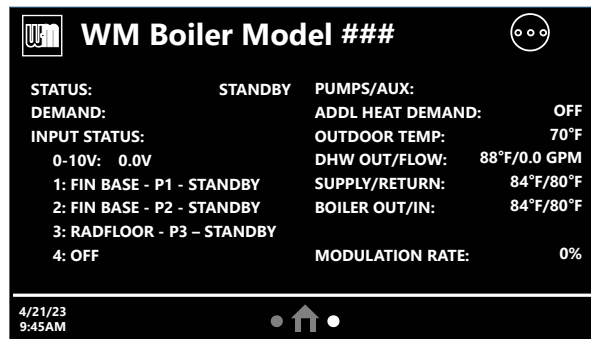 WM WM Boiler Model ###
STATUS: STANDBY
DEMAND:
INPUT STATUS:
0-10V: 0.0V
1: FIN BASE - P1 - STANDBY
2: FIN BASE - P2 - STANDBY
3: RADFLOOR - P3 – STANDBY
4: OFF
PUMPS/AUX:
ADDL HEAT DEMAND: OFF
OUTDOOR TEMP: 70°F
DHW OUT/FLOW: 88°F/0.0 GPM
SUPPLY/RETURN: 84°F/80°F
BOILER OUT/IN: 84°F/80°F
MODULATION RATE: 0%
4/21/23
9:45AM